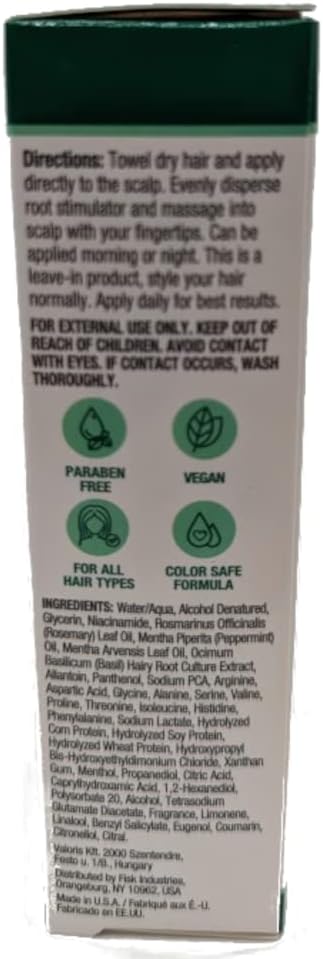 Directions: Towel dry hair and apply
directly to the scalp. Evenly disperse
root stimulator and massage into
scalp with your fingertips. Can be
applied morning or night. This is a
leave-in product, style your hair
normally. Apply daily for best results.
FOR EXTERNAL USE ONLY. KEEP OUT OF
REACH OF CHILDREN. AVOID CONTACT
WITH EYES. IF CONTACT OCCURS, WASH
THOROUGHLY.
PARABEN
FREE
VEGAN
FOR ALL
HAIR TYPES
COLOR SAFE
FORMULA
INGREDIENTS: Water/Aqua, Alcohol Denatured,
Glycerin, Niacinamide, Rosmarinus Officinalis
(Rosemary) Leaf Oil, Mentha Piperita (Peppermint)
Oil, Mentha Arvensis Leaf Oil, Ocimum
Basilicum (Basil) Hairy Root Culture Extract,
Allantoin, Panthenol, Sodium PCA, Arginine,
Aspartic Acid, Glycine, Alanine, Serine, Valine,
Proline, Threonine, Isoleucine, Histidine,
Phenylalanine, Sodium Lactate, Hydrolyzed
Corn Protein, Hydrolyzed Soy Protein,
Hydrolyzed Wheat Protein, Hydroxypropyl
Bis-Hydroxyethyldimonium Chloride, Xanthan
Gum, Menthol, Propanediol, Citric Acid,
Caprylhydroxamic Acid, 1,2-Hexanediol,
Polysorbate 20, Alcohol, Tetrasodium
Glutamate Diacetate, Fragrance, Limonene,
Linalool, Benzyl Salicylate, Eugenol, Coumarin,
Citronellol, Citral.
Valoris Kft. 2000 Szentendre,
Festo u. 1/B., Hungary
Distributed by Fisk Industries,
Orangeburg, NY 10962, USA
Made in U.S.A. / Fabriqué aux É.-U.
Fabricado en EE.UU.